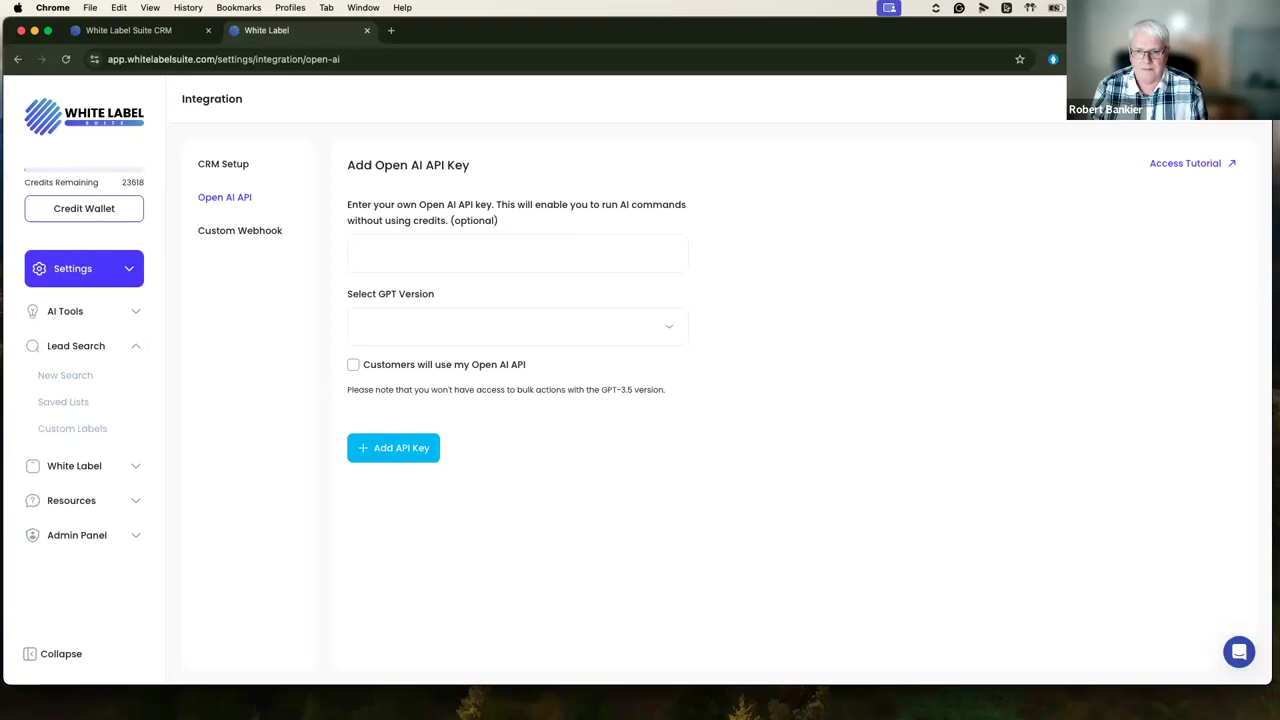 Chrome File Edit View History Bookmarks Profiles Tab Window Help
White Label Suite CRM
White Label
app.whitelabelsuite.com/settings/integration/open-ai
Robert Bankier
WHITE LABEL
SUITE
Integration
Credits Remaining 23618
Credit Wallet
Settings
AI Tools
Lead Search
New Search
Saved Lists
Custom Labels
White Label
Resources
Admin Panel
Collapse
CRM Setup
Open AI API
Custom Webhook
Add Open AI API Key
Access Tutorial
Enter your own Open AI API key. This will enable you to run AI commands
without using credits. (optional)
Select GPT Version
Customers will use my Open AI API
Please note that you won't have access to bulk actions with the GPT-3.5 version.
Add API Key